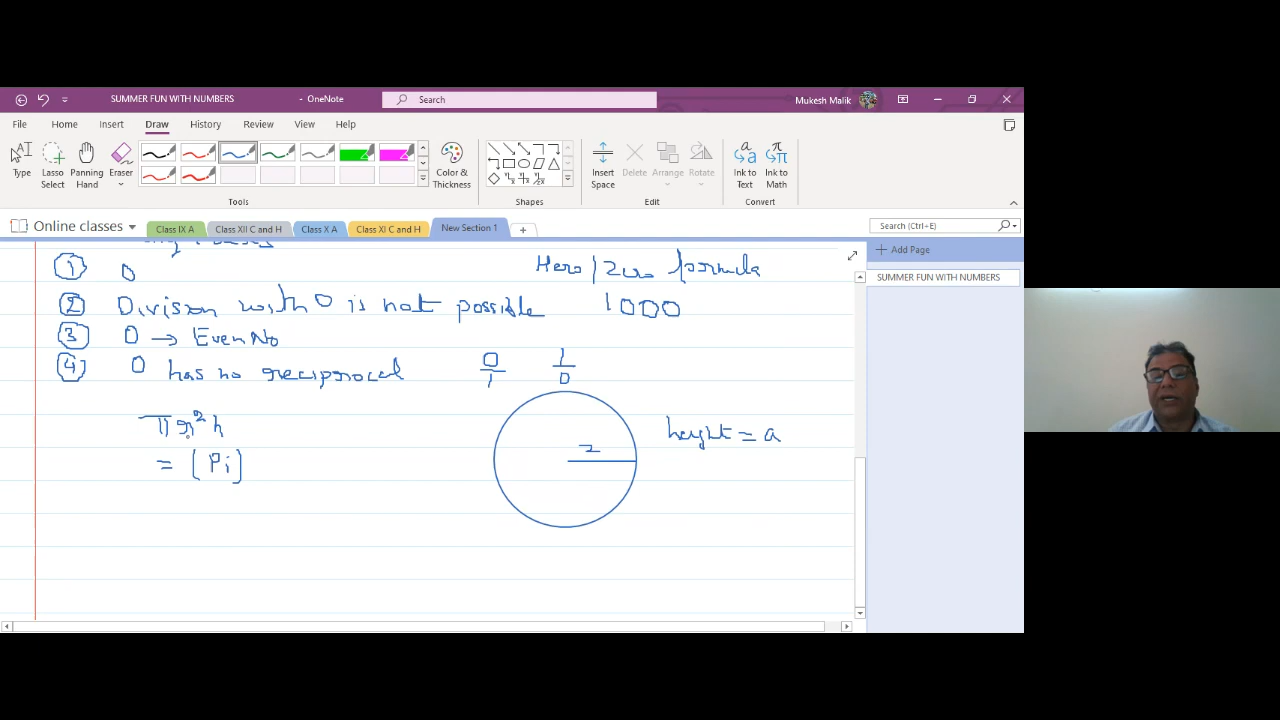 SUMMER FUN WITH NUMBERS - OneNote
Search
Mukesh Malik
File Home Insert Draw History Review View Help
Type
Lasso Select
Panning Hand
Eraser
Color & Thickness
Insert Space
Delete
Arrange
Rotate
Ink to Text
Ink to Math
Tools
Shapes
Edit
Convert
Online classes
Class IX A
Class XII C and H
Class X A
Class XI C and H
New Section 1
Search (Ctrl+E)
Add Page
SUMMER FUN WITH NUMBERS
① 0
Hero / Zero formula
② Division with 0 is not possible 1000
③ 0 → Even No
④ 0 has no reciprocal 0/1 1/0
πr²h
= [Pi]
z
height = a